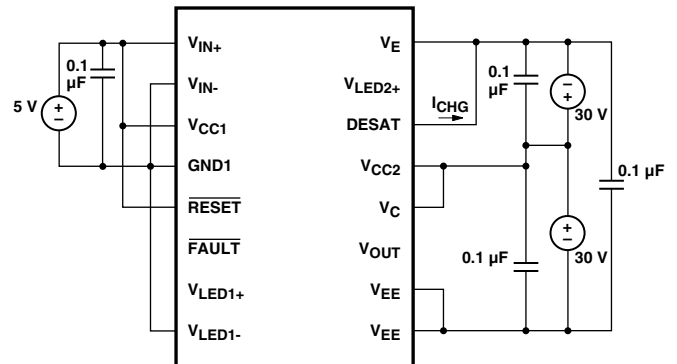 V_IN+
V_E
0.1
µF
0.1
µF
V_IN-
V_LED2+
5 V
+
−
−
+
30 V
I_CHG
V_CC1
DESAT
GND1
V_CC2
0.1 µF
RESET
V_C
+
−
FAULT
V_OUT
0.1 µF
30 V
V_LED1+
V_EE
V_LED1-
V_EE